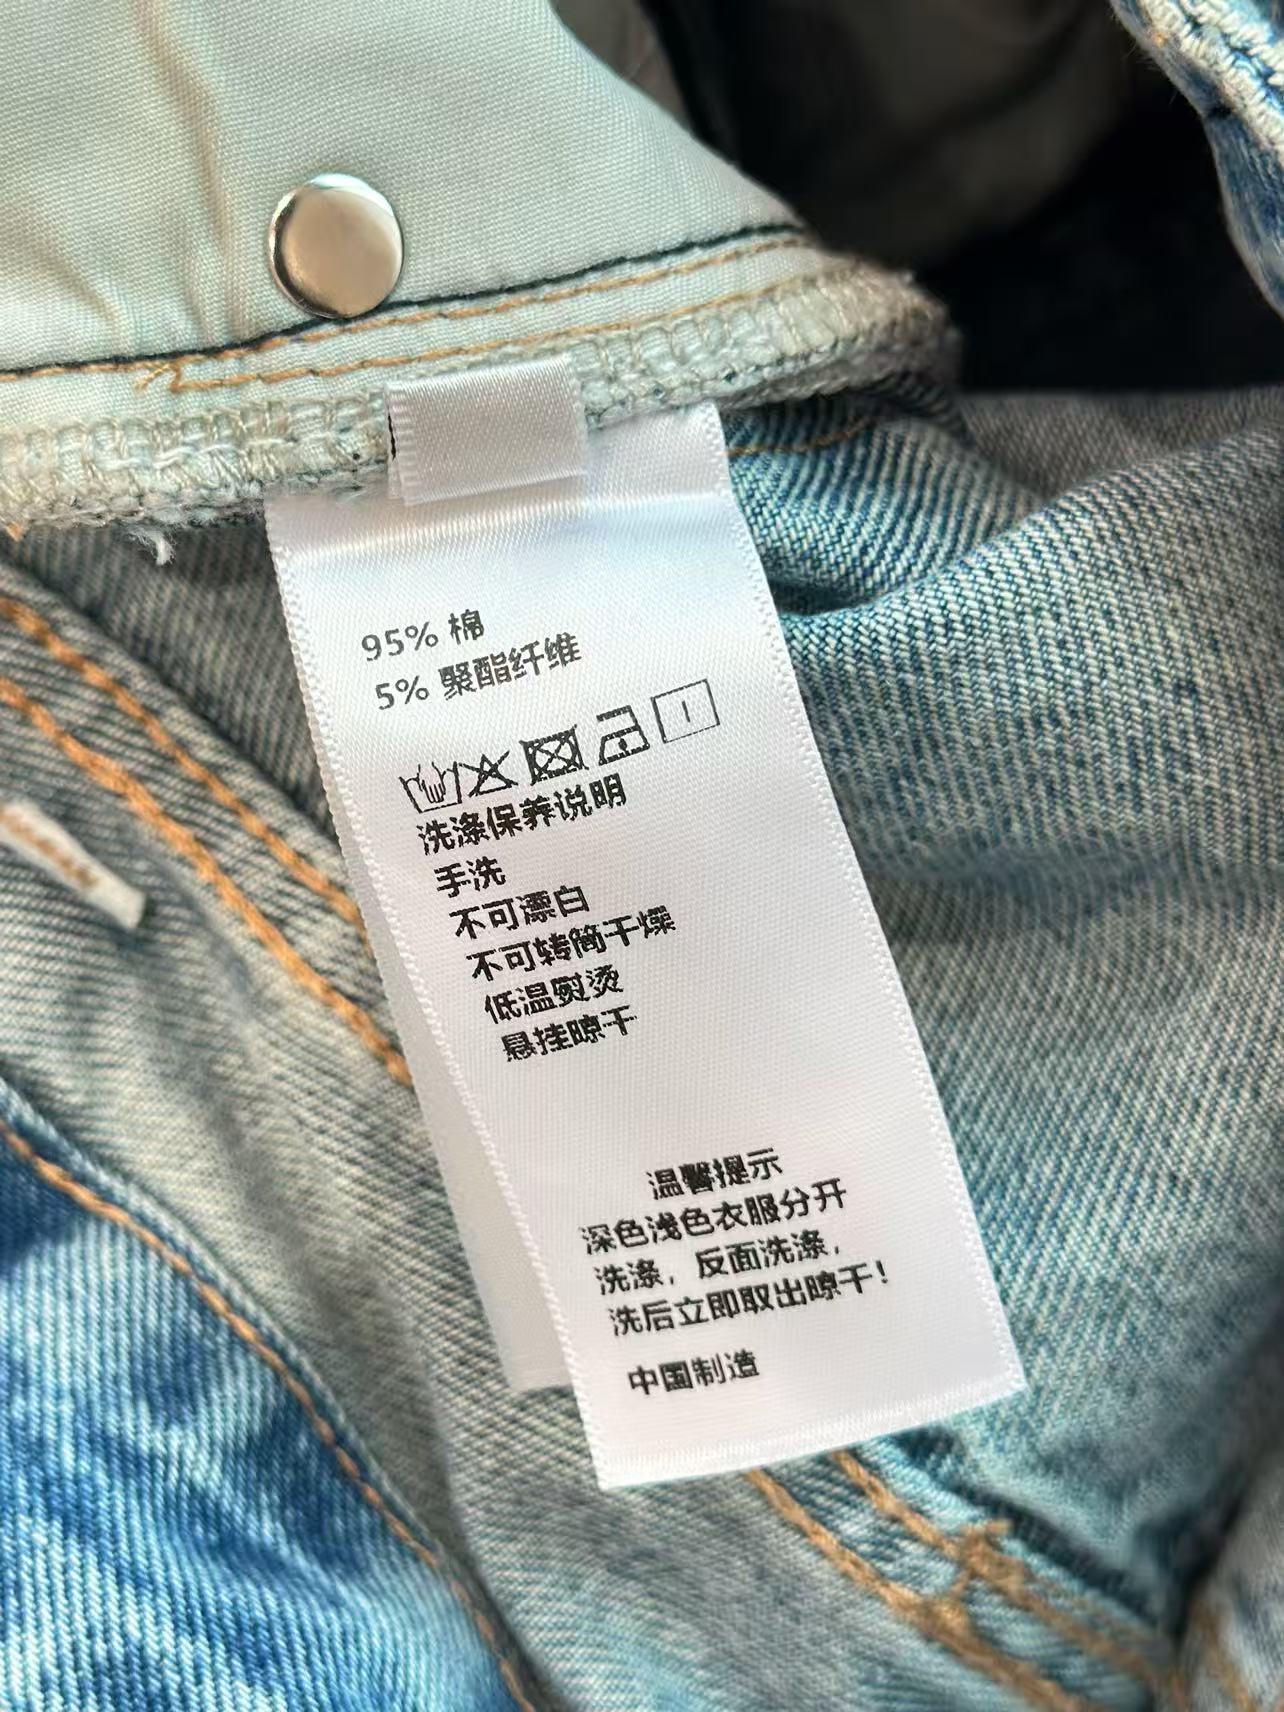 95% 棉
5% 聚酯纤维
洗涤保养说明
手洗
不可漂白
不可转筒干燥
低温熨烫
悬挂晾干
温馨提示
深色浅色衣服分开
洗涤，反面洗涤，
洗后立即取出晾干！
中国制造